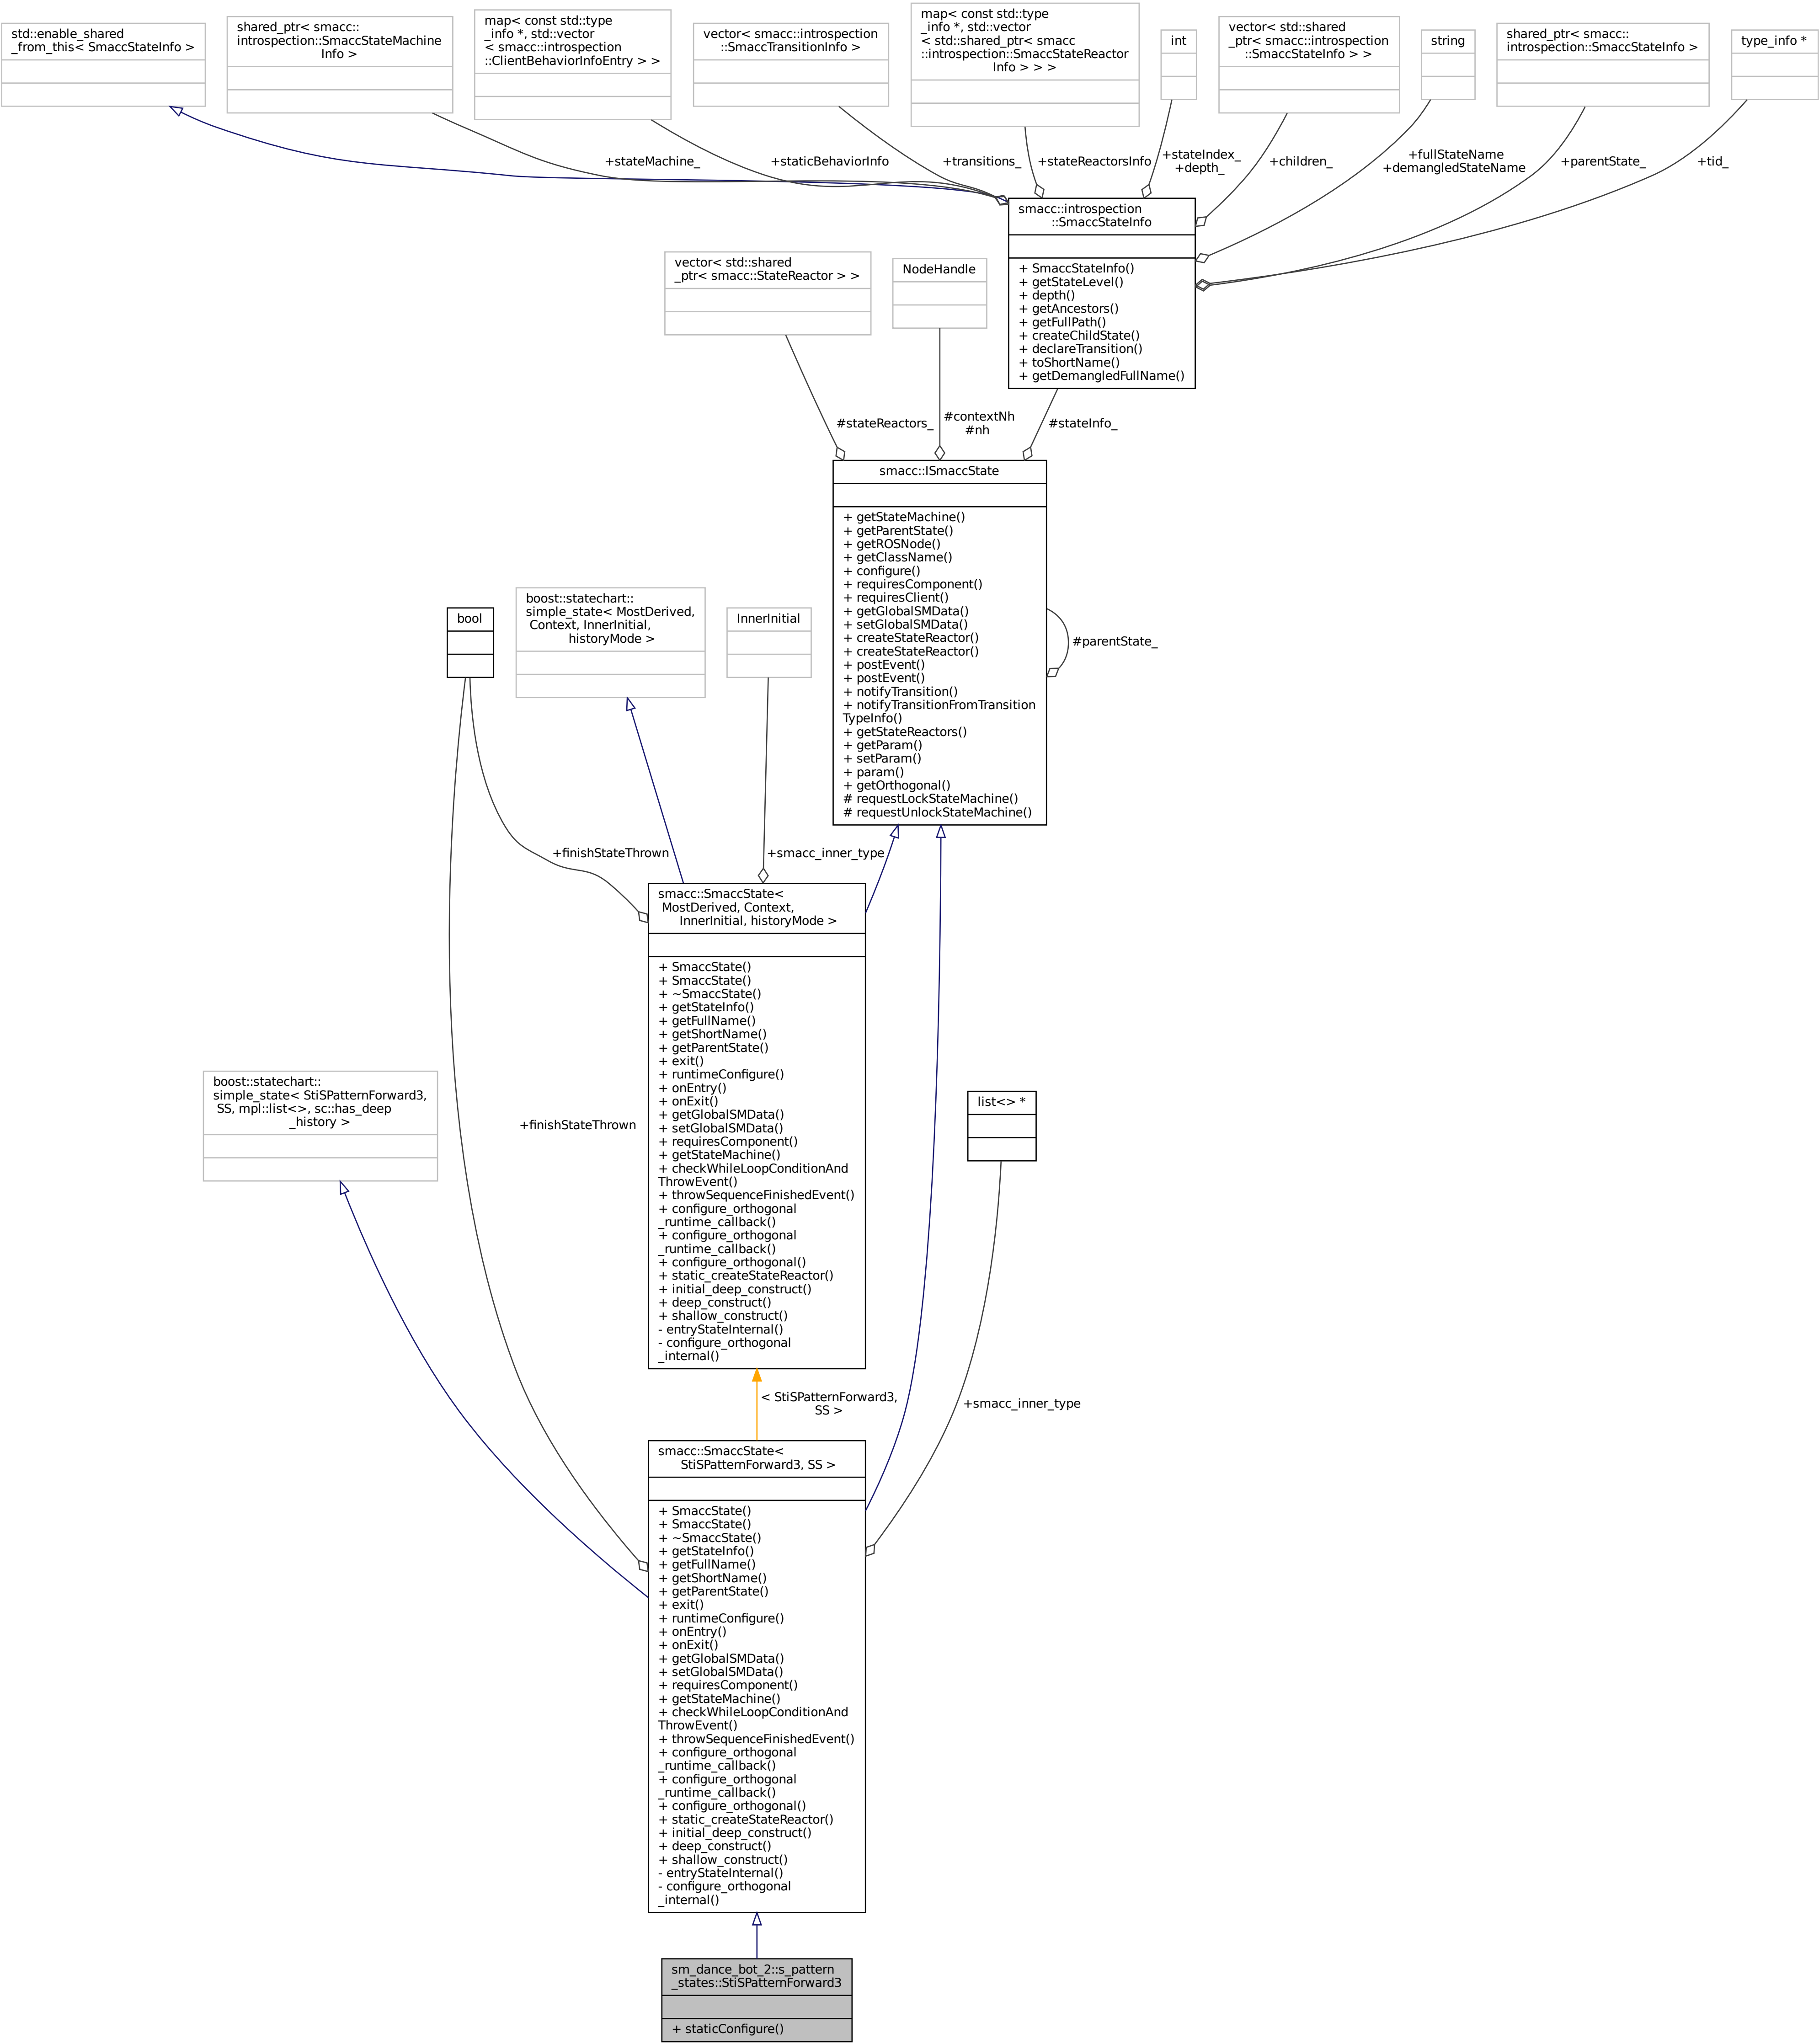 std::enable_shared
_from_this< SmaccStateInfo >
shared_ptr< smacc::
introspection::SmaccStateMachine
Info >
map< const std::type
_info *, std::vector
< smacc::introspection
::ClientBehaviorInfoEntry > >
vector< smacc::introspection
::SmaccTransitionInfo >
map< const std::type
_info *, std::vector
< std::shared_ptr< smacc
::introspection::SmaccStateReactor
Info > > >
int
vector< std::shared
_ptr< smacc::introspection
::SmaccStateInfo > >
string
shared_ptr< smacc::
introspection::SmaccStateInfo >
type_info *
+stateMachine_
+staticBehaviorInfo
+transitions_
+stateReactorsInfo
+stateIndex_
+depth_
+children_
+fullStateName
+demangledStateName
+parentState_
+tid_
smacc::introspection
::SmaccStateInfo
+ SmaccStateInfo()
+ getStateLevel()
+ depth()
+ getAncestors()
+ getFullPath()
+ createChildState()
+ declareTransition()
+ toShortName()
+ getDemangledFullName()
vector< std::shared
_ptr< smacc::StateReactor > >
NodeHandle
#stateReactors_
#contextNh
#nh
#stateInfo_
smacc::ISmaccState
+ getStateMachine()
+ getParentState()
+ getROSNode()
+ getClassName()
+ configure()
+ requiresComponent()
+ requiresClient()
+ getGlobalSMData()
+ setGlobalSMData()
+ createStateReactor()
+ createStateReactor()
+ postEvent()
+ postEvent()
+ notifyTransition()
+ notifyTransitionFromTransition
TypeInfo()
+ getStateReactors()
+ getParam()
+ setParam()
+ param()
+ getOrthogonal()
# requestLockStateMachine()
# requestUnlockStateMachine()
#parentState_
bool
boost::statechart::
simple_state< MostDerived,
Context, InnerInitial,
historyMode >
InnerInitial
+finishStateThrown
+smacc_inner_type
smacc::SmaccState<
MostDerived, Context,
InnerInitial, historyMode >
+ SmaccState()
+ SmaccState()
+ ~SmaccState()
+ getStateInfo()
+ getFullName()
+ getShortName()
+ getParentState()
+ exit()
+ runtimeConfigure()
+ onEntry()
+ onExit()
+ getGlobalSMData()
+ setGlobalSMData()
+ requiresComponent()
+ getStateMachine()
+ checkWhileLoopConditionAnd
ThrowEvent()
+ throwSequenceFinishedEvent()
+ configure_orthogonal
_runtime_callback()
+ configure_orthogonal
_runtime_callback()
+ configure_orthogonal()
+ static_createStateReactor()
+ initial_deep_construct()
+ deep_construct()
+ shallow_construct()
- entryStateInternal()
- configure_orthogonal
_internal()
boost::statechart::
simple_state< StiSPatternForward3,
SS, mpl::list<>, sc::has_deep
_history >
+finishStateThrown
list<> *
< StiSPatternForward3,
SS >
+smacc_inner_type
smacc::SmaccState<
StiSPatternForward3, SS >
+ SmaccState()
+ SmaccState()
+ ~SmaccState()
+ getStateInfo()
+ getFullName()
+ getShortName()
+ getParentState()
+ exit()
+ runtimeConfigure()
+ onEntry()
+ onExit()
+ getGlobalSMData()
+ setGlobalSMData()
+ requiresComponent()
+ getStateMachine()
+ checkWhileLoopConditionAnd
ThrowEvent()
+ throwSequenceFinishedEvent()
+ configure_orthogonal
_runtime_callback()
+ configure_orthogonal
_runtime_callback()
+ configure_orthogonal()
+ static_createStateReactor()
+ initial_deep_construct()
+ deep_construct()
+ shallow_construct()
- entryStateInternal()
- configure_orthogonal
_internal()
sm_dance_bot_2::s_pattern
_states::StiSPatternForward3
+ staticConfigure()